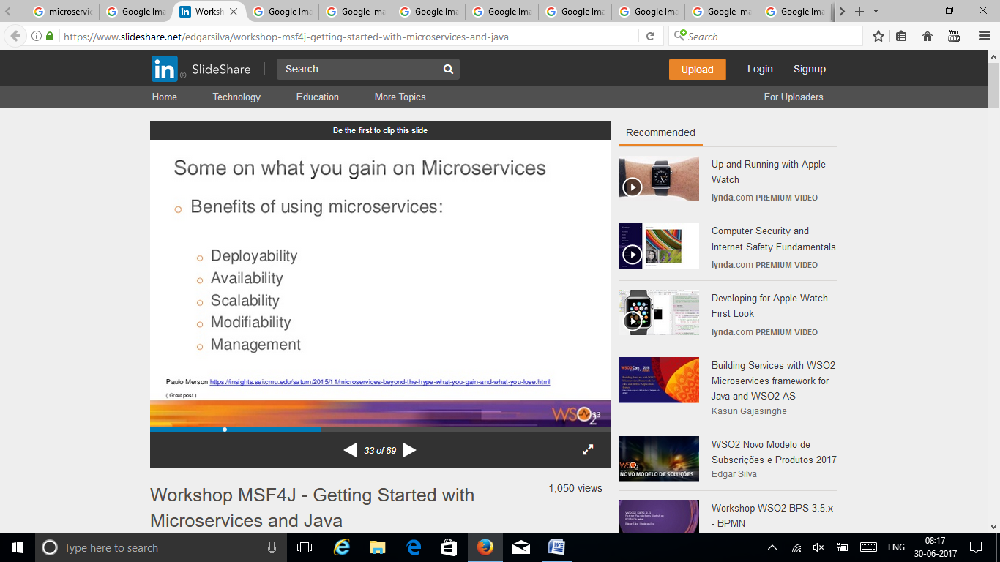 microservic
Google Ima
Worksh
Google Ima
Google Ima
Google Ima
Google Ima
Google Ima
Google Ima
Google Ima
Google Ima
https://www.slideshare.net/edgarsilva/workshop-msf4j-getting-started-with-microservices-and-java
Search
You Tube
in ® SlideShare
Search
Upload
Login
Signup
Home
Technology
Education
More Topics
For Uploaders
Be the first to clip this slide
Some on what you gain on Microservices
Benefits of using microservices:
Deployability
Availability
Scalability
Modifiability
Management
Paulo Merson https://insights.sei.cmu.edu/saturn/2015/11/microservices-beyond-the-hype-what-you-gain-and-what-you-lose.html
( Great post )
WSO2
33
33 of 89
Workshop MSF4J - Getting Started with
Microservices and Java
1,050 views
Recommended
Up and Running with Apple
Watch
lynda.com PREMIUM VIDEO
Computer Security and
Internet Safety Fundamentals
lynda.com PREMIUM VIDEO
Developing for Apple Watch
First Look
lynda.com PREMIUM VIDEO
Building Services with WSO2
Microservices framework for
Java and WSO2 AS
Kasun Gajasinghe
NOVO MODELO DE SOLUÇÕES
WSO2 Novo Modelo de
Subscrições e Produtos 2017
Edgar Silva
WSO2 BPS 3.5
Workshop WSO2 BPS 3.5.x
- BPMN
Type here to search
ENG
08:17
30-06-2017